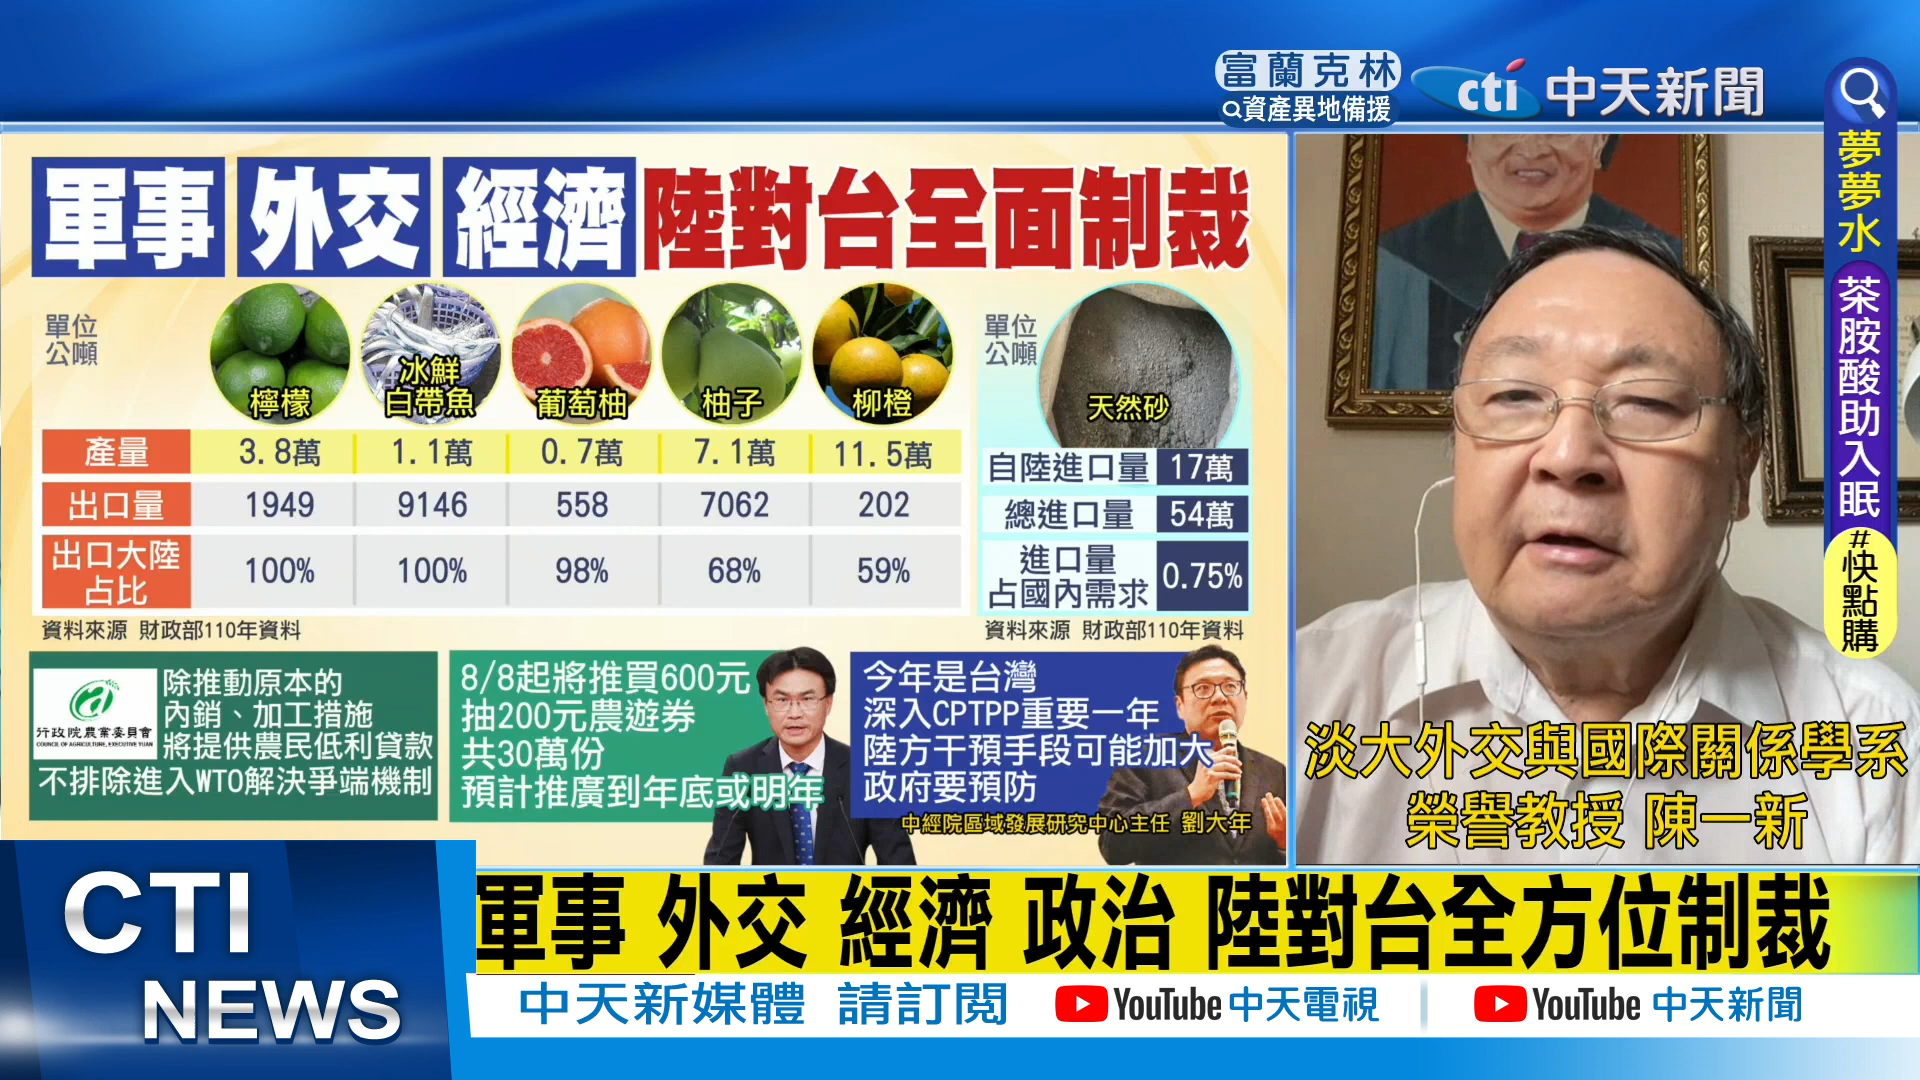 富蘭克林
資產異地備援
cti 中天新聞
夢夢水
茶胺酸助入眠
#快點購
軍事 外交 經濟 陸對台全面制裁
單位
公噸
檸檬
冰鮮
白帶魚
葡萄柚
柚子
柳橙
產量 3.8萬 1.1萬 0.7萬 7.1萬 11.5萬
出口量 1949 9146 558 7062 202
出口大陸
占比 100% 100% 98% 68% 59%
資料來源 財政部110年資料
單位
公噸
天然砂
自陸進口量 17萬
總進口量 54萬
進口量
占國內需求 0.75%
資料來源 財政部110年資料
行政院農業委員會
COUNCIL OF AGRICULTURE, EXECUTIVE YUAN
除推動原本的
內銷、加工措施
將提供農民低利貸款
不排除進入WTO解決爭端機制
8/8起將推買600元
抽200元農遊券
共30萬份
預計推廣到年底或明年
今年是台灣
深入CPTPP重要一年
陸方干預手段可能加大
政府要預防
中經院區域發展研究中心主任 劉大年
淡大外交與國際關係學系
榮譽教授 陳一新
CTI
NEWS
軍事 外交 經濟 政治 陸對台全方位制裁
中天新媒體 請訂閱 YouTube 中天電視 YouTube 中天新聞